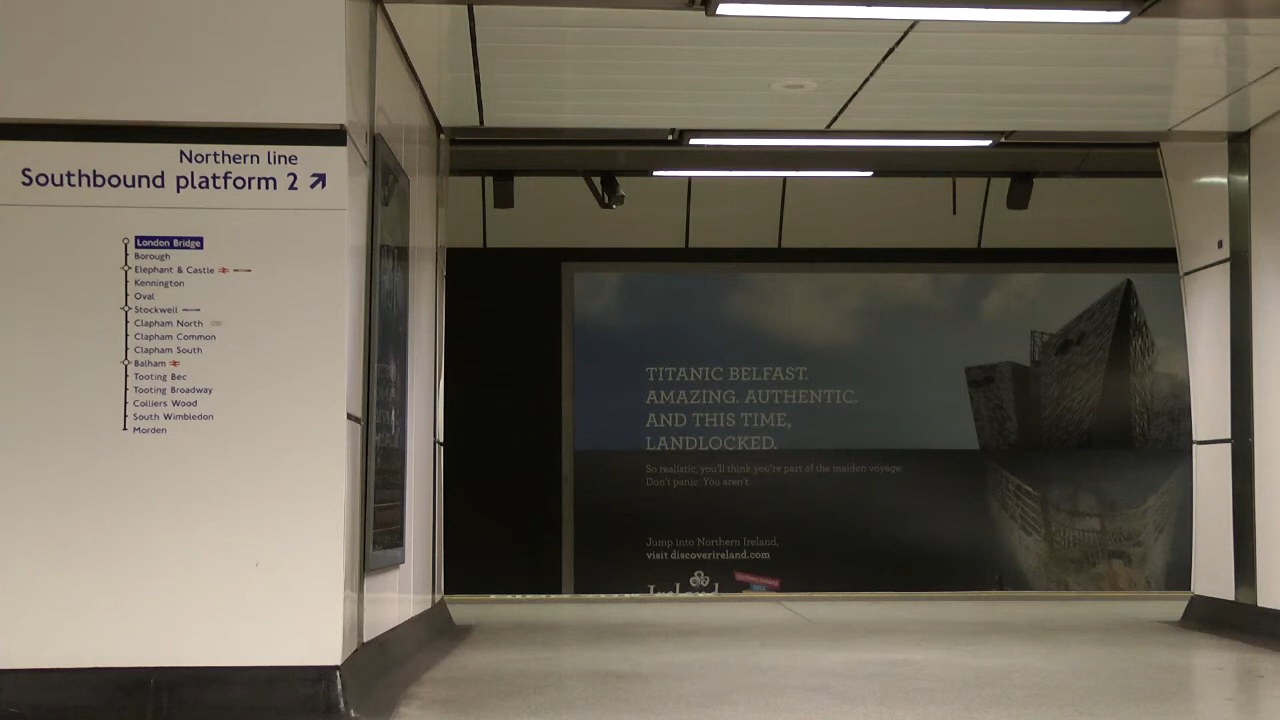 Northern line
Southbound platform 2
London Bridge
Borough
Elephant & Castle
Kennington
Oval
Stockwell
Clapham North
Clapham Common
Clapham South
Balham
Tooting Bec
Tooting Broadway
Colliers Wood
South Wimbledon
Morden
TITANIC BELFAST.
AMAZING. AUTHENTIC.
AND THIS TIME,
LANDLOCKED.
So realistic, you'll think you're part of the maiden voyage.
Don't panic. You aren't.
Jump into Northern Ireland,
visit discoverireland.com
Ireland